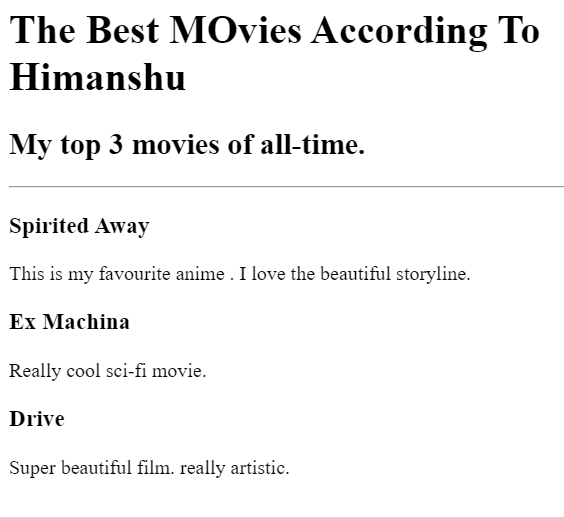 The Best MOvies According To
Himanshu
My top 3 movies of all-time.
Spirited Away
This is my favourite anime . I love the beautiful storyline.
Ex Machina
Really cool sci-fi movie.
Drive
Super beautiful film. really artistic.